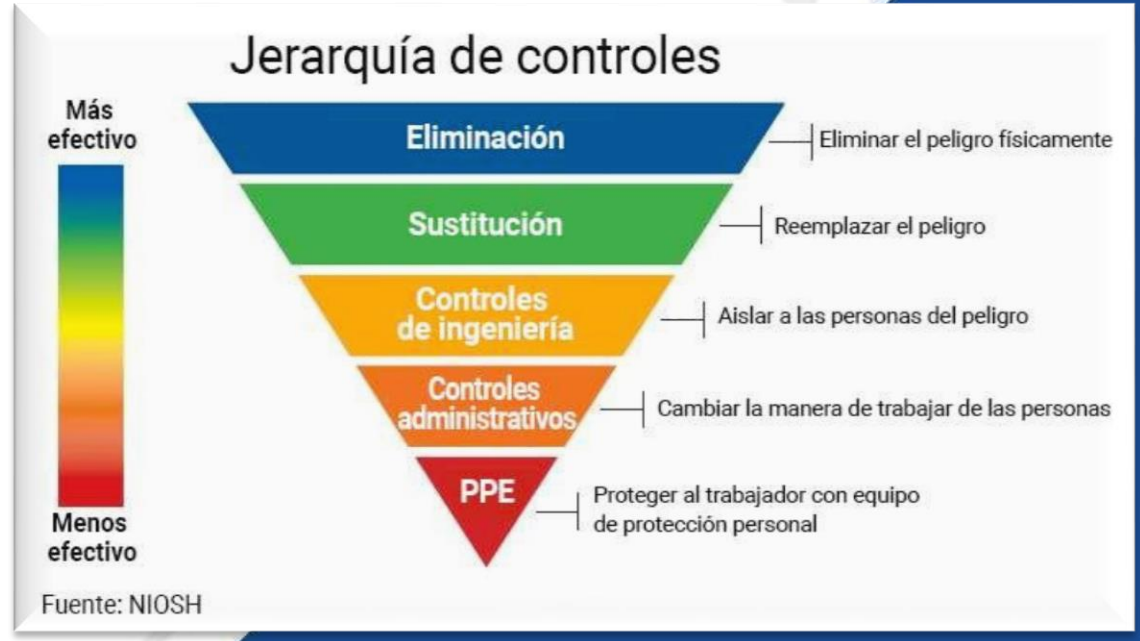 Jerarquía de controles
Más
efectivo
Eliminación
Eliminar el peligro físicamente
Sustitución
Reemplazar el peligro
Controles
de ingeniería
Aislar a las personas del peligro
Controles
administrativos
Cambiar la manera de trabajar de las personas
PPE
Proteger al trabajador con equipo
de protección personal
Menos
efectivo
Fuente: NIOSH